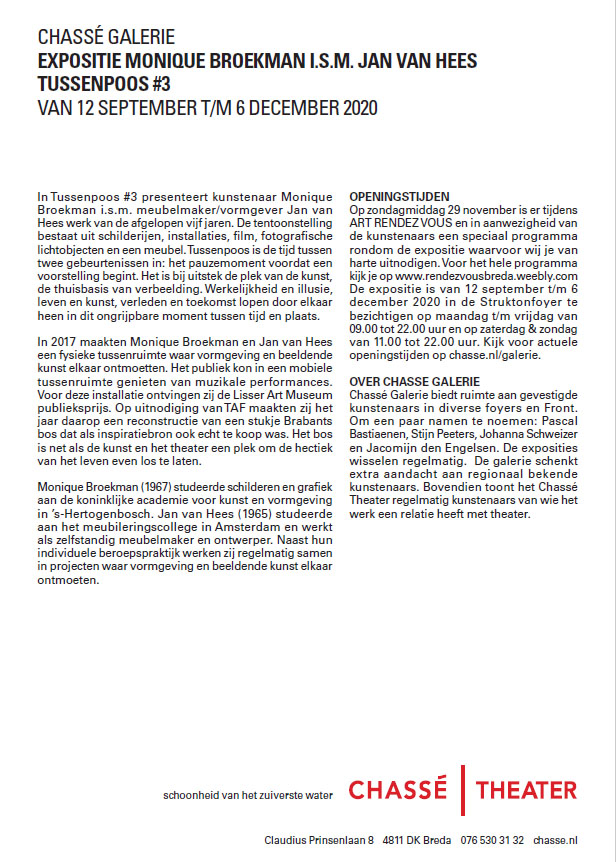 CHASSÉ GALERIE
EXPOSITIE MONIQUE BROEKMAN I.S.M. JAN VAN HEES
TUSSENPOOS #3
VAN 12 SEPTEMBER T/M 6 DECEMBER 2020
In Tussenpoos #3 presenteert kunstenaar Monique
Broekman i.s.m. meubelmaker/vormgever Jan van
Hees werk van de afgelopen vijf jaren. De tentoonstelling
bestaat uit schilderijen, installaties, film, fotografische
lichtobjecten en een meubel. Tussenpoos is de tijd tussen
twee gebeurtenissen in: het pauzemoment voordat een
voorstelling begint. Het is bij uitstek de plek van de kunst,
de thuisbasis van verbeelding. Werkelijkheid en illusie,
leven en kunst, verleden en toekomst lopen door elkaar
heen in dit ongrijpbare moment tussen tijd en plaats.
In 2017 maakten Monique Broekman en Jan van Hees
een fysieke tussenruimte waar vormgeving en beeldende
kunst elkaar ontmoetten. Het publiek kon in een mobiele
tussenruimte genieten van muzikale performances.
Voor deze installatie ontvingen zij de Lisser Art Museum
publieksprijs. Op uitnodiging van TAF maakten zij het
jaar daarop een reconstructie van een stukje Brabants
bos dat als inspiratiebron ook echt te koop was. Het bos
is net als de kunst en het theater een plek om de hectiek
van het leven even los te laten.
Monique Broekman (1967) studeerde schilderen en grafiek
aan de koninklijke academie voor kunst en vormgeving
in 's-Hertogenbosch. Jan van Hees (1965) studeerde
aan het meubileringscollege in Amsterdam en werkt
als zelfstandig meubelmaker en ontwerper. Naast hun
individuele beroepspraktijk werken zij regelmatig samen
in projecten waar vormgeving en beeldende kunst elkaar
ontmoeten.
OPENINGSTIJDEN
Op zondagmiddag 29 november is er tijdens
ART RENDEZ VOUS en in aanwezigheid van
de kunstenaars een speciaal programma
rondom de expositie waarvoor wij je van
harte uitnodigen. Voor het hele programma
kijk je op www.rendezvousbreda.weebly.com
De expositie is van 12 september t/m 6
december 2020 in de Struktonfoyer te
bezichtigen op maandag t/m vrijdag van
09.00 tot 22.00 uur en op zaterdag & zondag
van 11.00 tot 22.00 uur. Kijk voor actuele
openingstijden op chasse.nl/galerie.
OVER CHASSE GALERIE
Chassé Galerie biedt ruimte aan gevestigde
kunstenaars in diverse foyers en Front.
Om een paar namen te noemen: Pascal
Bastiaenen, Stijn Peeters, Johanna Schweizer
en Jacomijn den Engelsen. De exposities
wisselen regelmatig. De galerie schenkt
extra aandacht aan regionaal bekende
kunstenaars. Bovendien toont het Chassé
Theater regelmatig kunstenaars van wie het
werk een relatie heeft met theater.
schoonheid van het zuiverste water
CHASSÉ | THEATER
Claudius Prinsenlaan 8 4811 DK Breda 076 530 31 32 chasse.nl